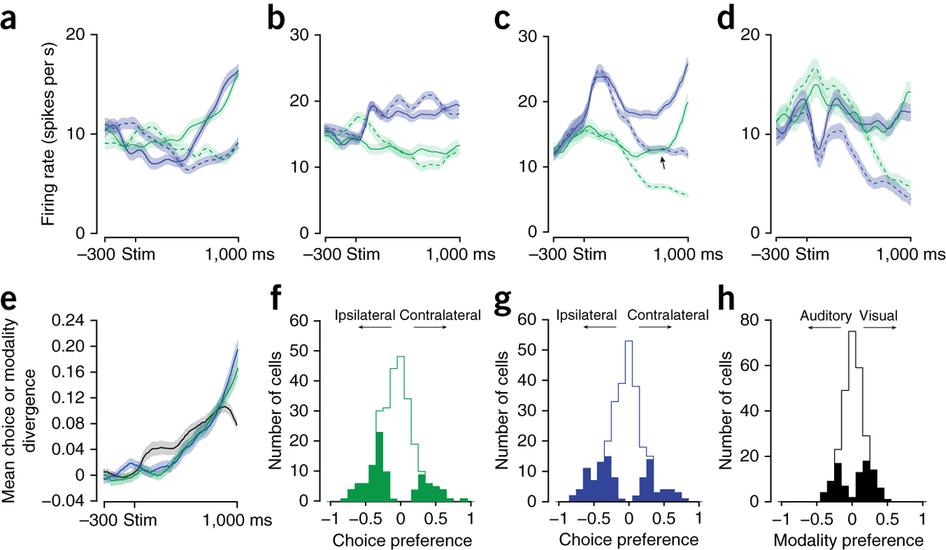 a
b
c
d
Firing rate (spikes per s)
20
10
0
−300 Stim
1,000 ms
30
20
10
0
−300 Stim
1,000 ms
30
20
10
0
−300 Stim
1,000 ms
20
10
0
−300 Stim
1,000 ms
e
f
g
h
Mean choice or modality
divergence
0.24
0.20
0.16
0.12
0.08
0.04
0
−0.04
−300 Stim
1,000 ms
Number of cells
60
50
40
30
20
10
0
Ipsilateral
Contralateral
−1
−0.5
0
0.5
1
Choice preference
Number of cells
60
50
40
30
20
10
0
Ipsilateral
Contralateral
−1
−0.5
0
0.5
1
Choice preference
Number of cells
80
60
40
20
0
Auditory
Visual
−1
−0.5
0
0.5
1
Modality preference